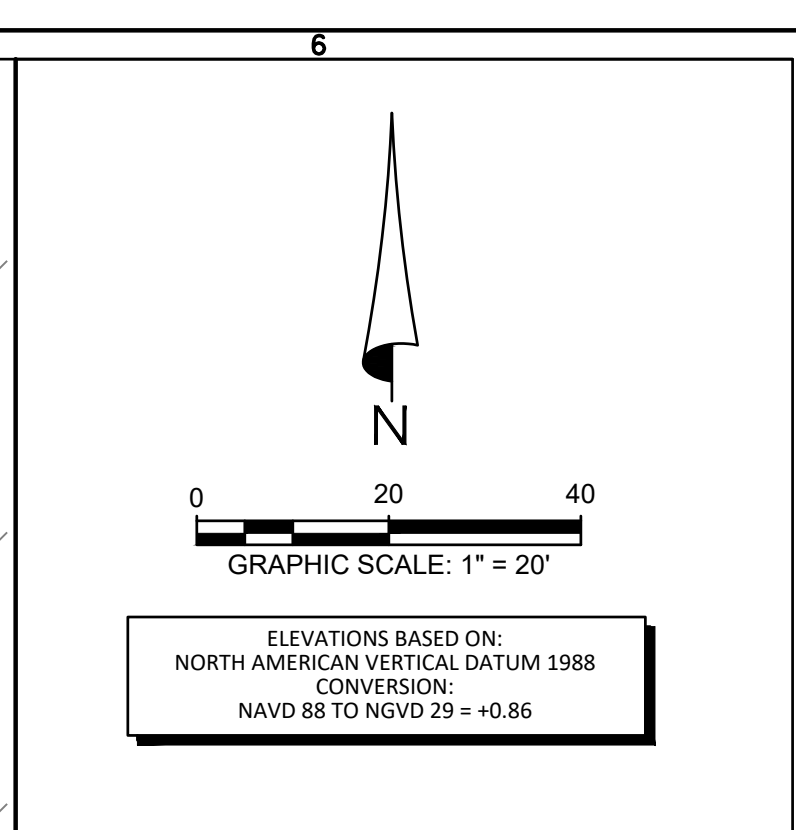 6
N
0 20 40
GRAPHIC SCALE: 1" = 20'
ELEVATIONS BASED ON:
NORTH AMERICAN VERTICAL DATUM 1988
CONVERSION:
NAVD 88 TO NGVD 29 = +0.86